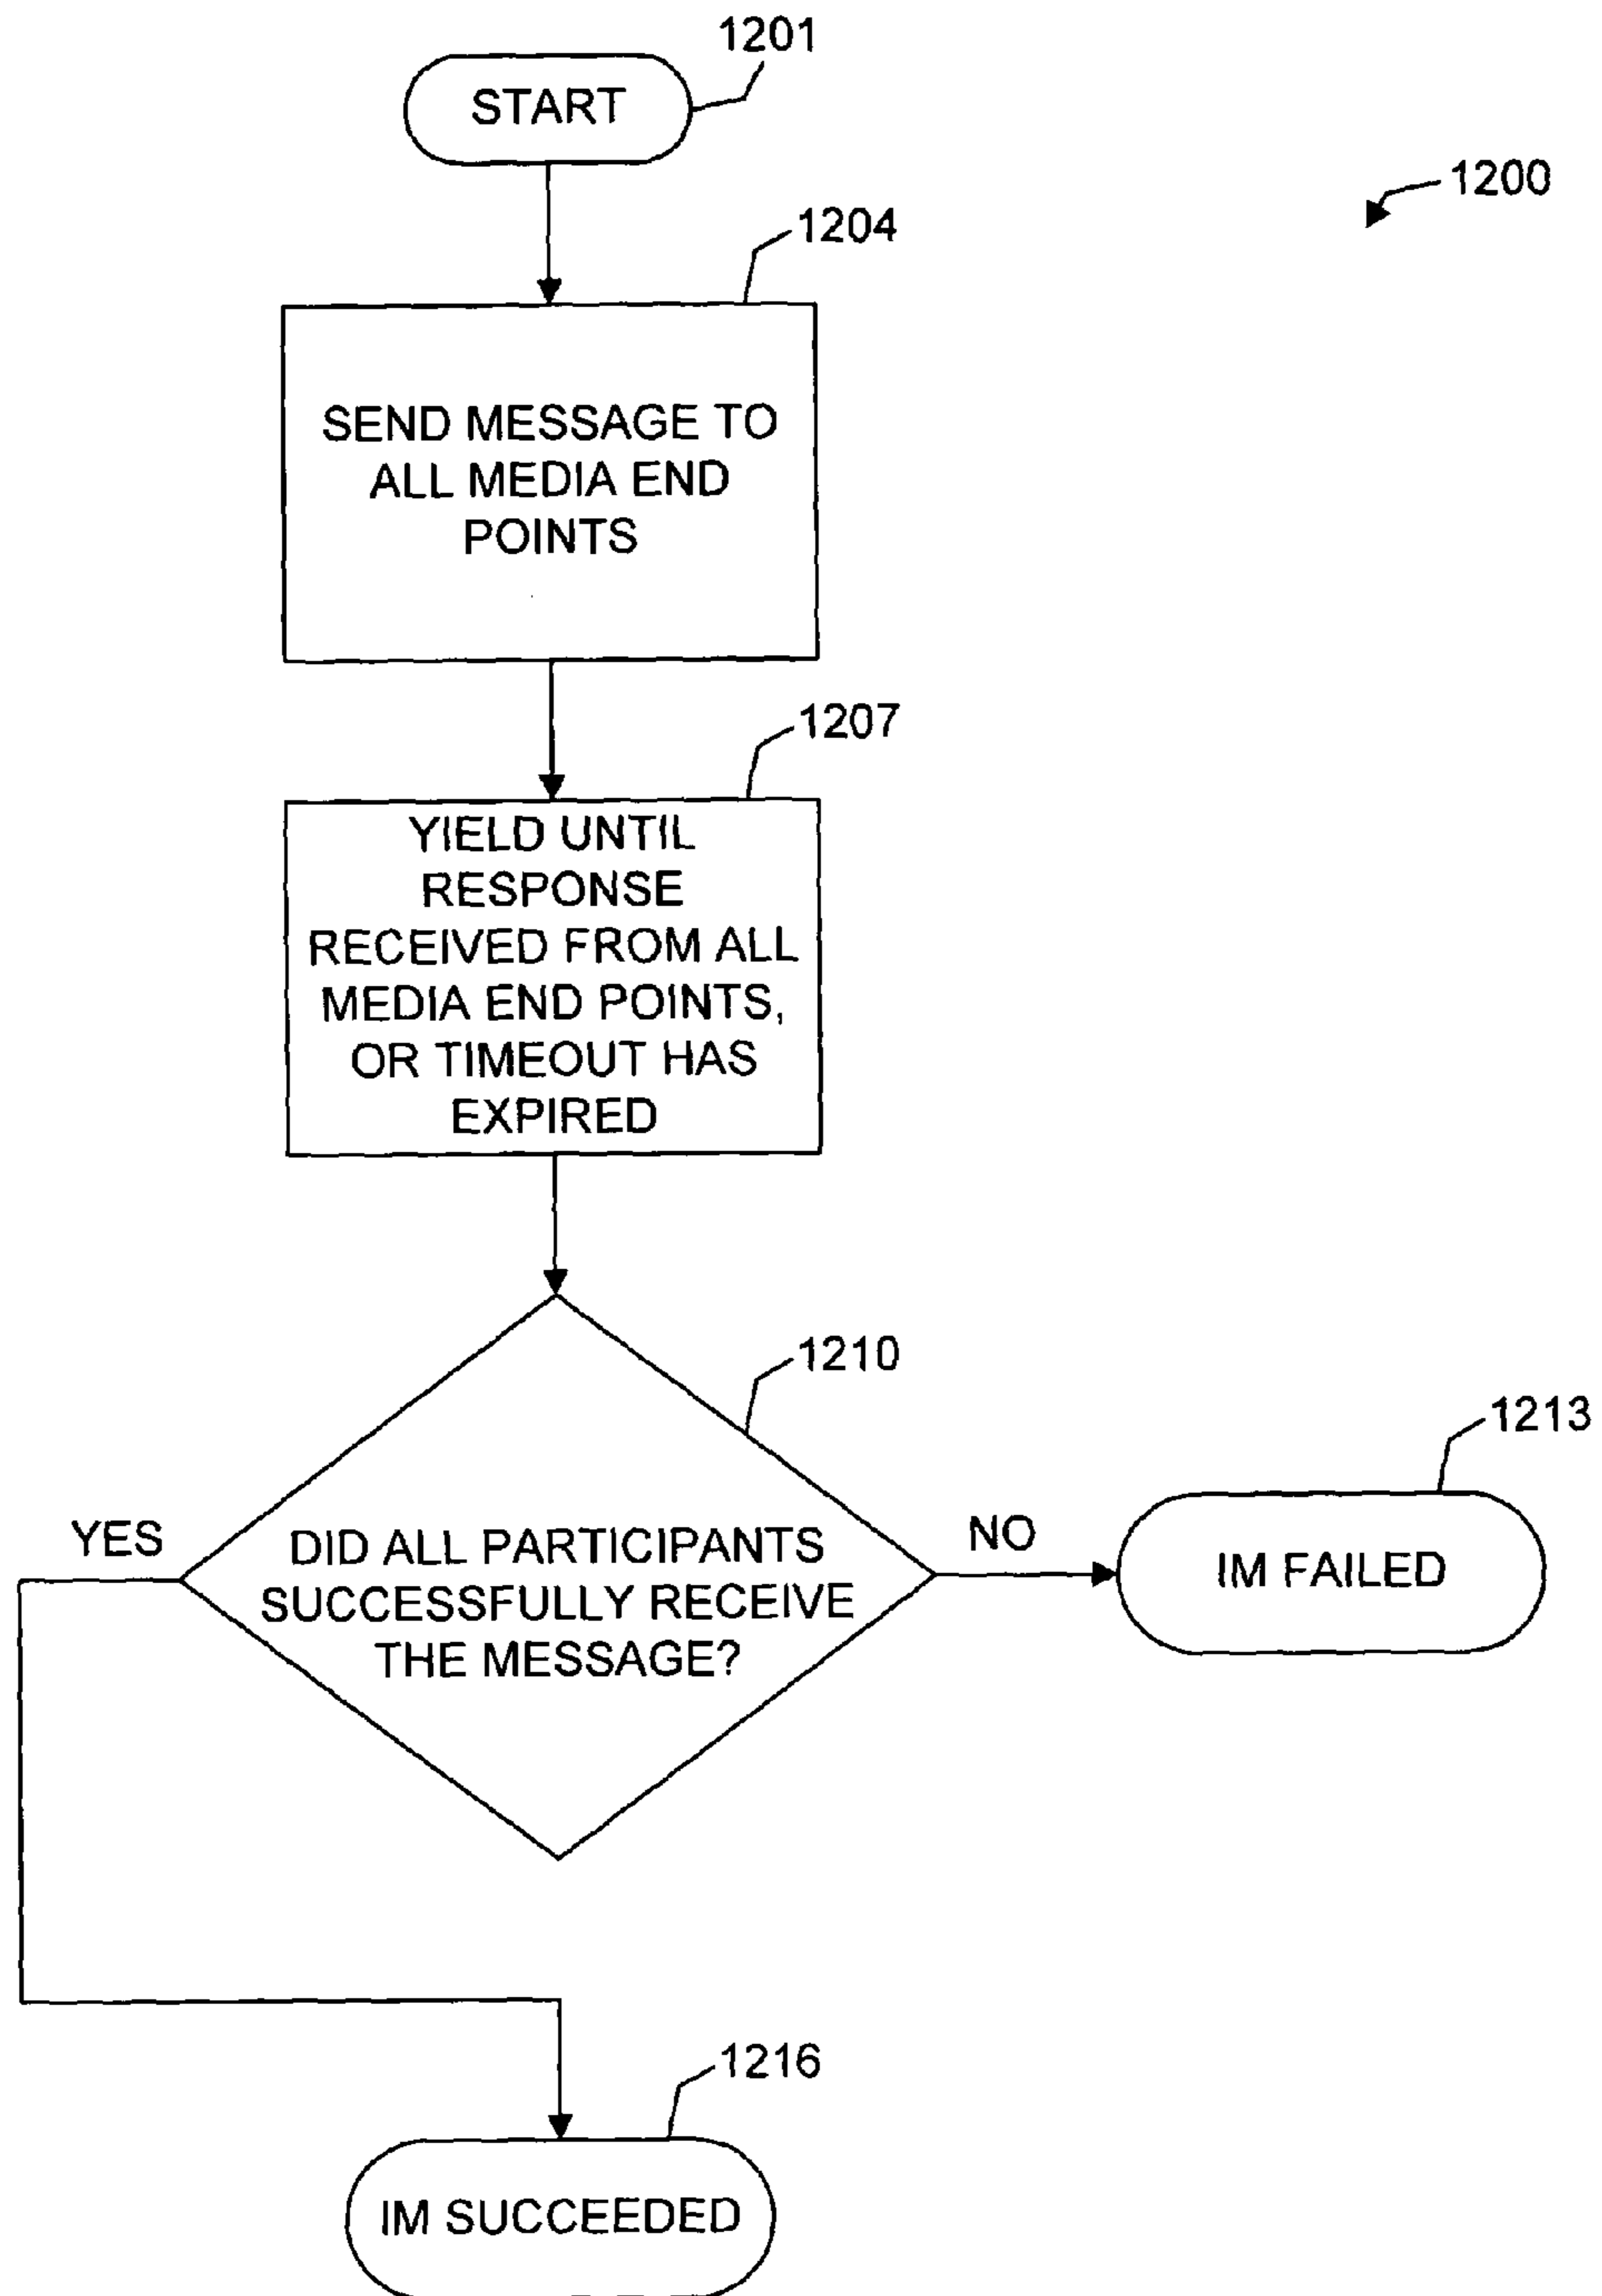 1201
START
1200
1204
SEND MESSAGE TO
ALL MEDIA END
POINTS
1207
YIELD UNTIL
RESPONSE
RECEIVED FROM ALL
MEDIA END POINTS,
OR TIMEOUT HAS
EXPIRED
1210
1213
YES
DID ALL PARTICIPANTS
SUCCESSFULLY RECEIVE
THE MESSAGE?
NO
IM FAILED
1216
IM SUCCEEDED